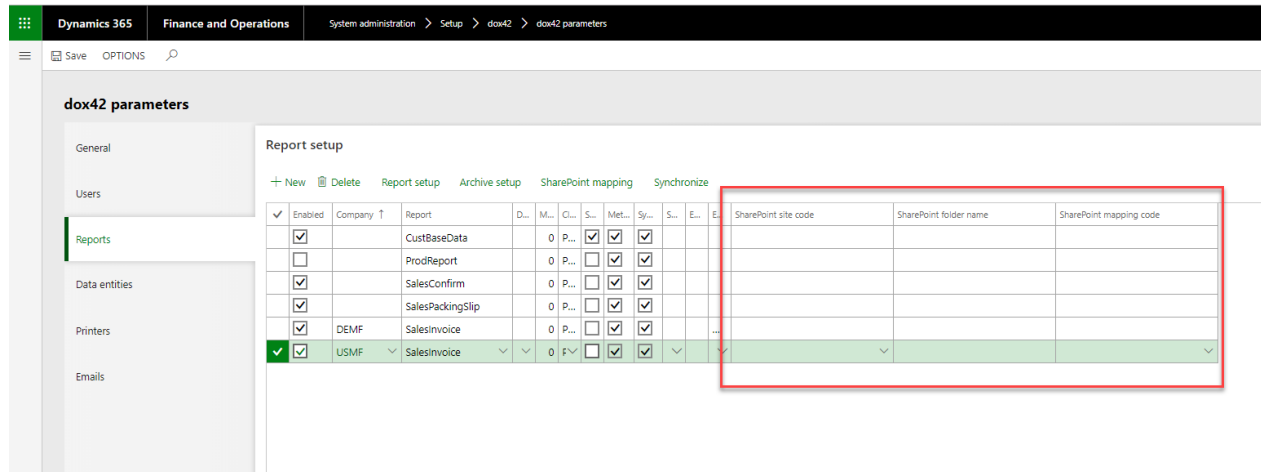 Dynamics 365 Finance and Operations System administration > Setup > dox42 > dox42 parameters
Save OPTIONS
dox42 parameters
General
Users
Reports
Data entities
Printers
Emails
Report setup
+ New Delete Report setup Archive setup SharePoint mapping Synchronize
Enabled Company ↑ Report D... M... Cl... S... Met... Sy... S... E... E... SharePoint site code SharePoint folder name SharePoint mapping code
CustBaseData 0 P...
ProdReport 0 P...
SalesConfirm 0 P...
SalesPackingSlip 0 P...
DEMF SalesInvoice 0 P... ...
USMF SalesInvoice 0